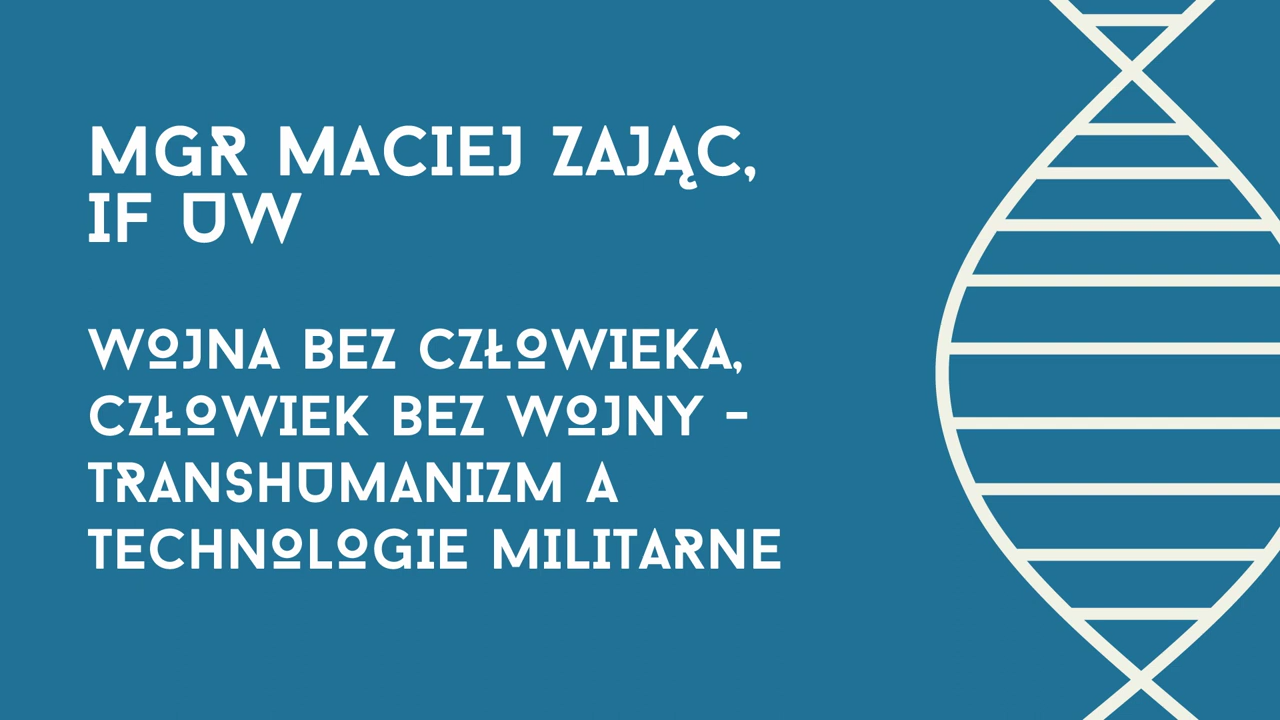 MGR MACIEJ ZAJĄC,
IF UW
WOJNA BEZ CZŁOWIEKA,
CZŁOWIEK BEZ WOJNY -
TRANSHUMANIZM A
TECHNOLOGIE MILITARNE